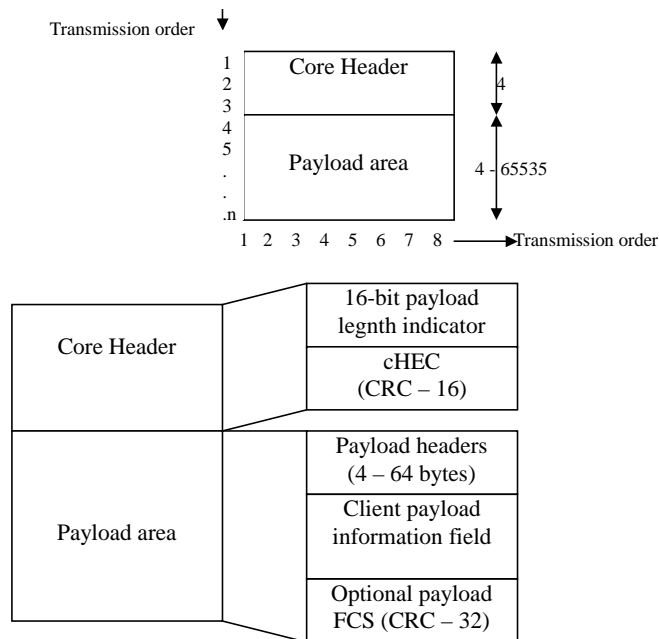 Transmission order
1
2
3
4
5
.
.
.n
Core Header
4
Payload area
4 - 65535
1 2 3 4 5 6 7 8
Transmission order
Core Header
16-bit payload
legnth indicator
cHEC
(CRC – 16)
Payload area
Payload headers
(4 – 64 bytes)
Client payload
information field
Optional payload
FCS (CRC – 32)